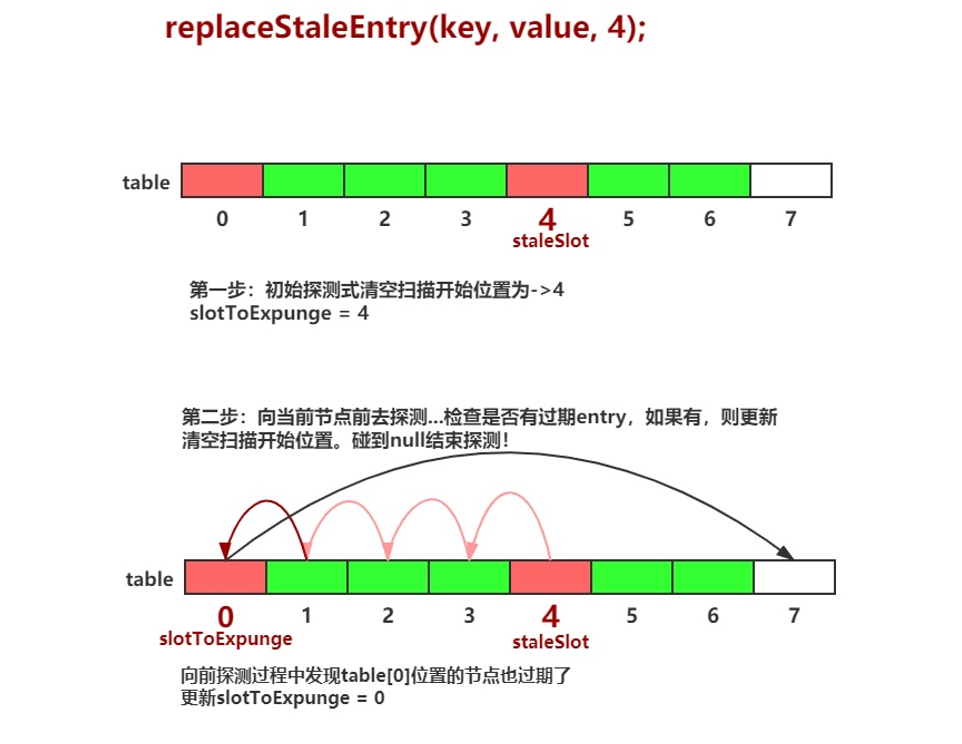 replaceStaleEntry(key, value, 4);
table
0 1 2 3 4 5 6 7
staleSlot
第一步：初始探测式清空扫描开始位置为->4
slotToExpunge = 4
第二步：向当前节点前去探测...检查是否有过期entry，如果有，则更新
清空扫描开始位置。碰到null结束探测！
table
0 1 2 3 4 5 6 7
slotToExpunge staleSlot
向前探测过程中发现table[0]位置的节点也过期了
更新slotToExpunge = 0